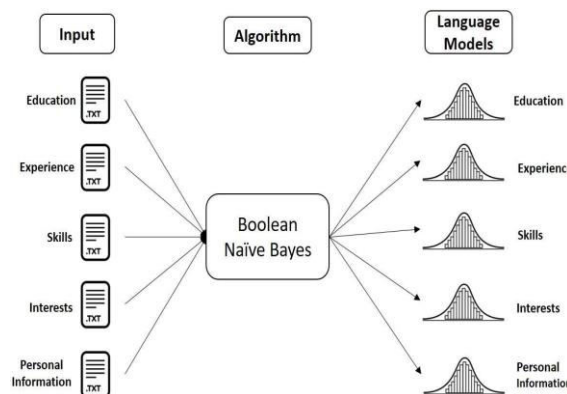 Input
Algorithm
Language
Models
Education
.TXT
Education
Experience
.TXT
Experienc
Boolean
Naïve Bayes
Skills
.TXT
Skills
Interests
.TXT
Interests
Personal
Information
.TXT
Personal
Information